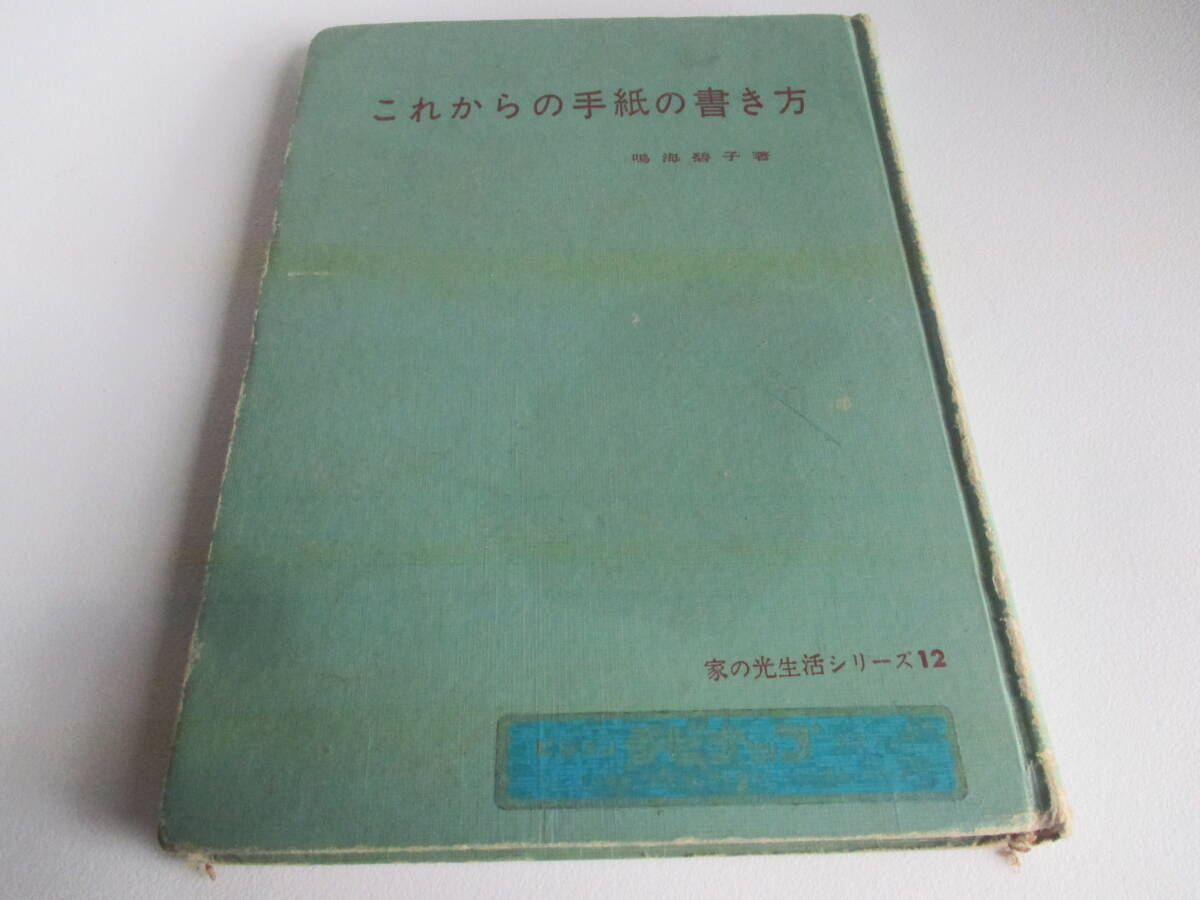 これからの手紙の書き方
鳴海碧子著
家の光生活シリーズ12